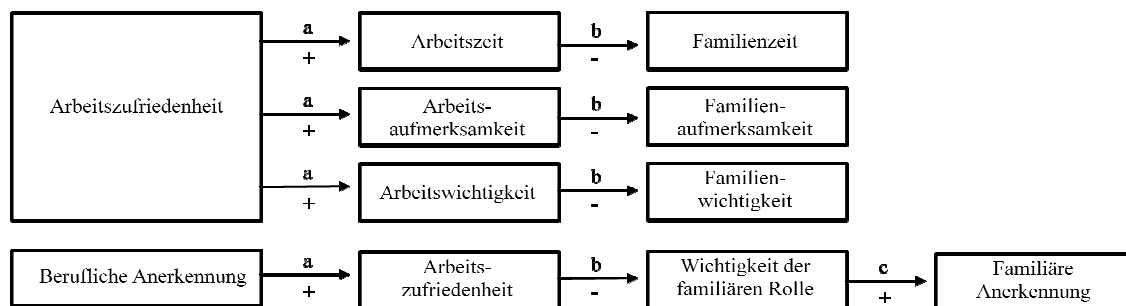 a b
Arbeitszeit Familienzeit
+ -
a b
Arbeitszufriedenheit Arbeits- Familien-
aufmerksamkeit aufmerksamkeit
+ -
a b
Arbeitswichtigkeit Familien-
wichtigkeit
+ -
a b c
Berufliche Anerkennung Arbeits- Wichtigkeit der Familiäre
zufriedenheit familiären Rolle Anerkennung
+ - +